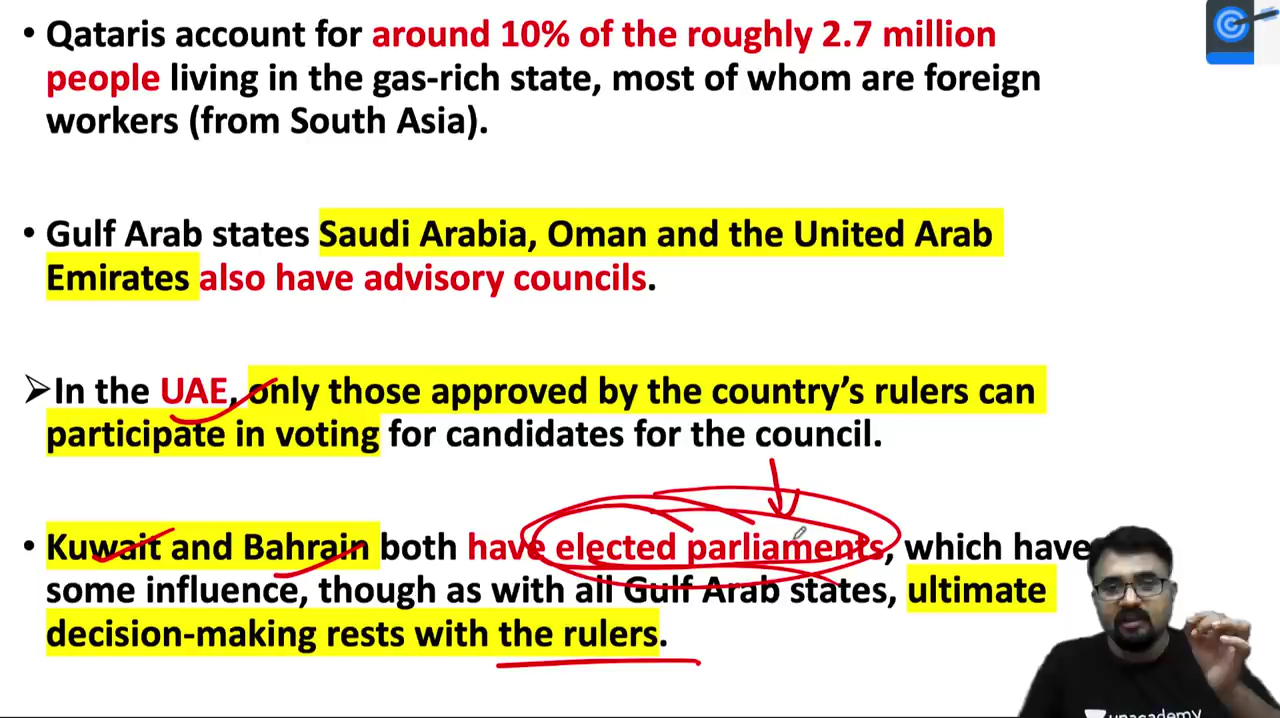 • Qataris account for around 10% of the roughly 2.7 million
people living in the gas-rich state, most of whom are foreign
workers (from South Asia).
• Gulf Arab states Saudi Arabia, Oman and the United Arab
Emirates also have advisory councils.
➢In the UAE, only those approved by the country’s rulers can
participate in voting for candidates for the council.
• Kuwait and Bahrain both have elected parliaments, which have
some influence, though as with all Gulf Arab states, ultimate
decision-making rests with the rulers.
unacademy